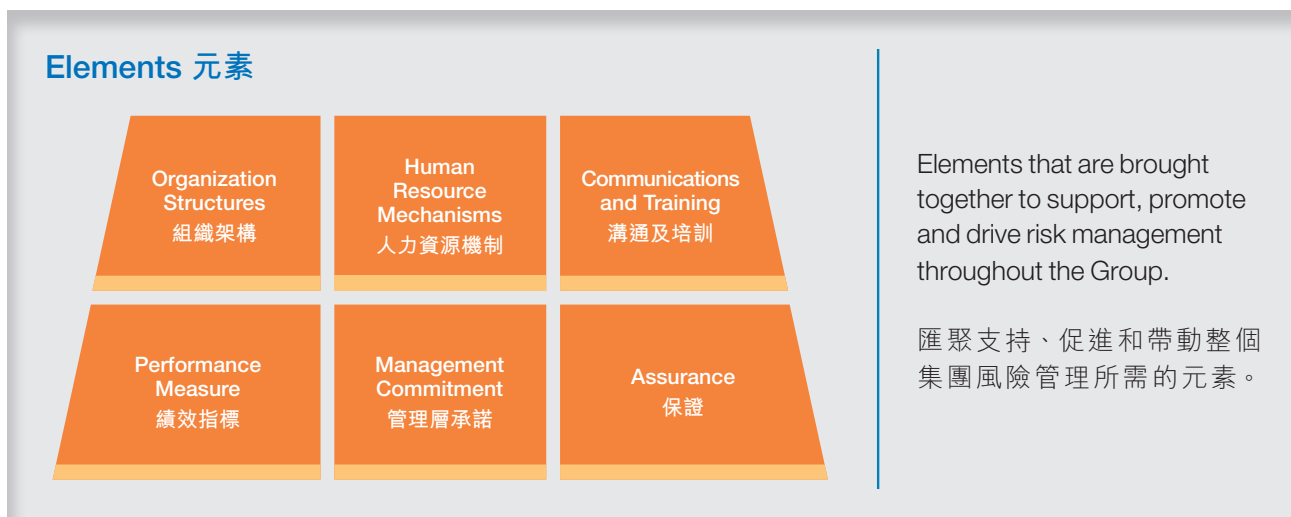 Elements 元素
Organization
Structures
組織架構
Human
Resource
Mechanisms
人力資源機制
Communications
and Training
溝通及培訓
Performance
Measure
績效指標
Management
Commitment
管理層承諾
Assurance
保證
Elements that are brought
together to support, promote
and drive risk management
throughout the Group.
匯聚支持、促進和帶動整個
集團風險管理所需的元素。